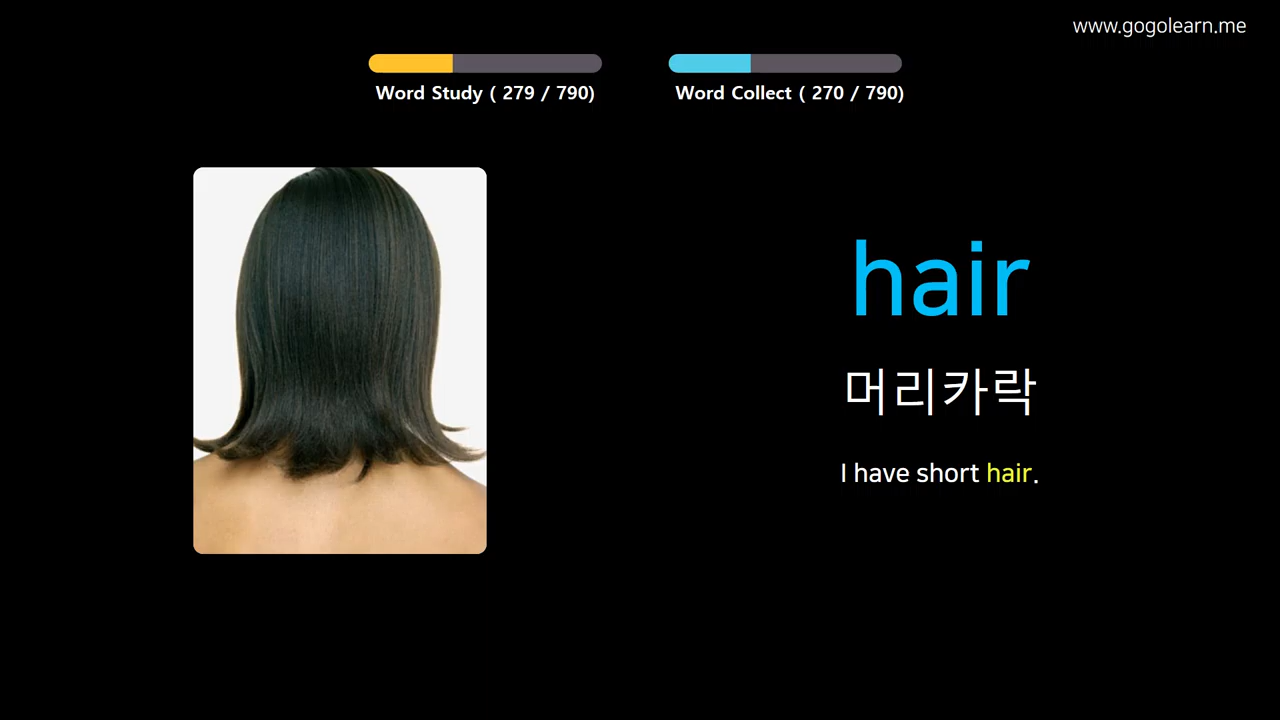 www.gogolearn.me
Word Study ( 279 / 790)
Word Collect ( 270 / 790)
hair
머리카락
I have short hair.